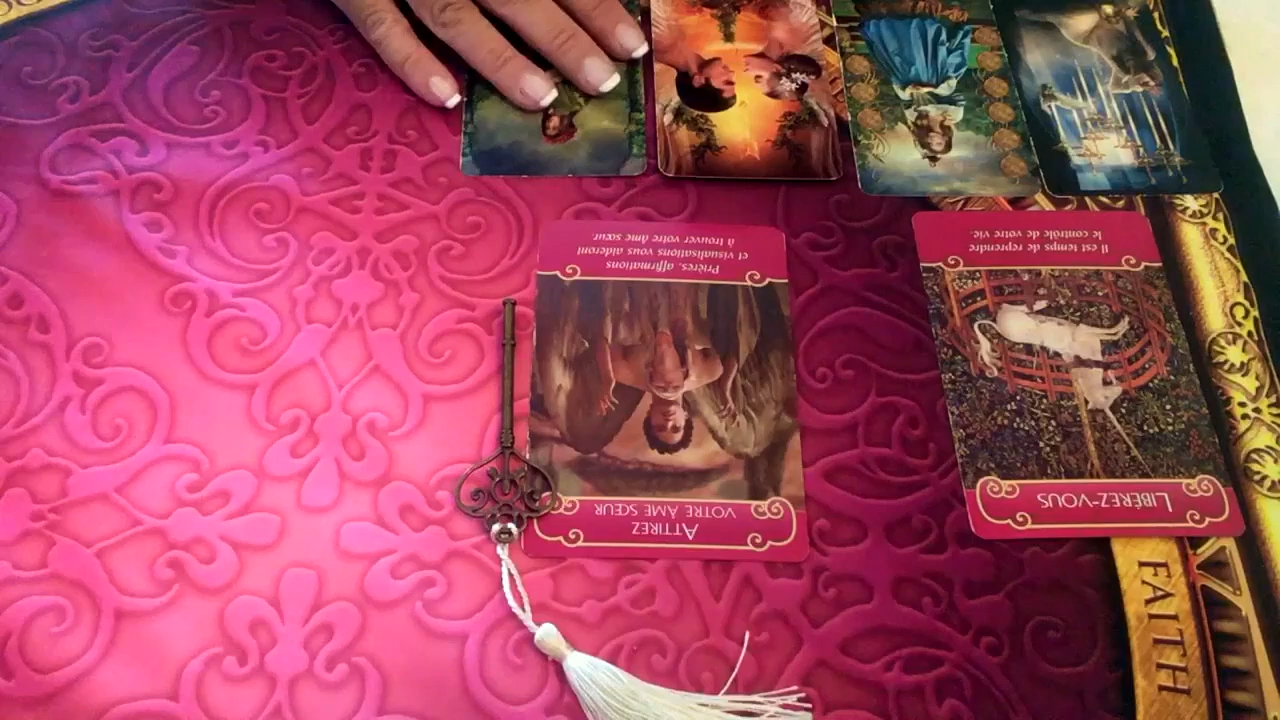 Prières, affirmations
et visualisations vous aideront
à trouver votre âme sœur.
ATTIREZ
VOTRE ÂME SŒUR
Il est temps de reprendre
le contrôle de votre vie.
LIBÉREZ-VOUS
FAITH